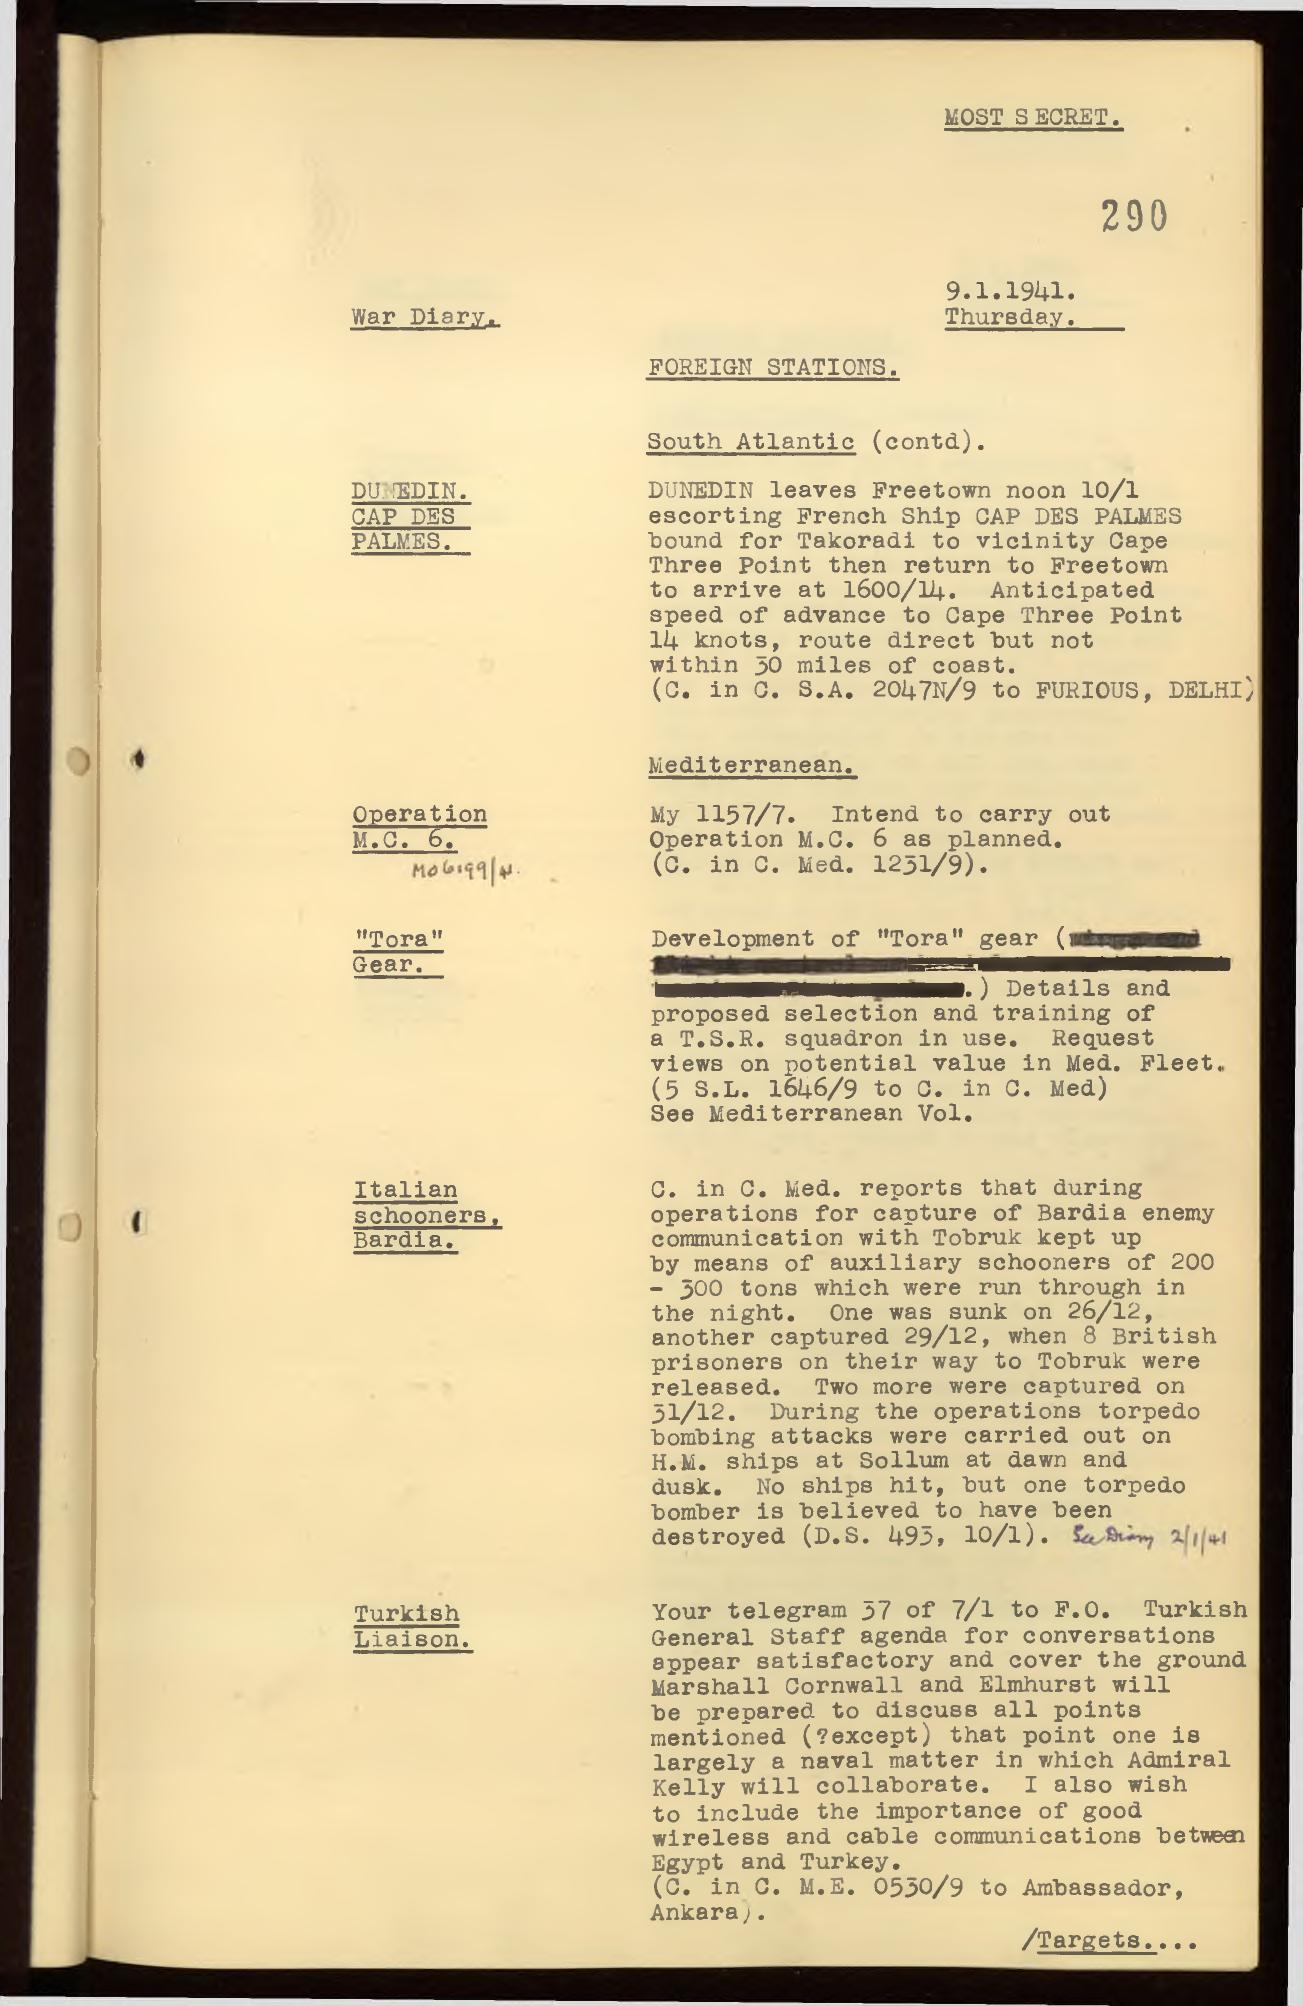 MOST SECRET.
290
9.1.1941.
War Diary.
Thursday.
FOREIGN STATIONS.
South Atlantic (contd).
DUNEDIN.
CAP DES
PALMES.
DUNEDIN leaves Freetown noon 10/1
escorting French Ship CAP DES PALMES
bound for Takoradi to vicinity Cape
Three Point then return to Freetown
to arrive at 1600/14. Anticipated
speed of advance to Cape Three Point
14 knots, route direct but not
within 30 miles of coast.
(C. in C. S.A. 2047N/9 to FURIOUS, DELHI)
Mediterranean.
Operation
M.C. 6.
M06199/41.
My 1157/7. Intend to carry out
Operation M.C. 6 as planned.
(C. in C. Med. 1231/9).
"Tora"
Gear.
Development of "Tora" gear (
.) Details and
proposed selection and training of
a T.S.R. squadron in use. Request
views on potential value in Med. Fleet.
(5 S.L. 1646/9 to C. in C. Med)
See Mediterranean Vol.
Italian
schooners,
Bardia.
C. in C. Med. reports that during
operations for capture of Bardia enemy
communication with Tobruk kept up
by means of auxiliary schooners of 200
- 300 tons which were run through in
the night. One was sunk on 26/12,
another captured 29/12, when 8 British
prisoners on their way to Tobruk were
released. Two more were captured on
31/12. During the operations torpedo
bombing attacks were carried out on
H.M. ships at Sollum at dawn and
dusk. No ships hit, but one torpedo
bomber is believed to have been
destroyed (D.S. 493, 10/1). See Diary 2/1/41
Turkish
Liaison.
Your telegram 37 of 7/1 to F.O. Turkish
General Staff agenda for conversations
appear satisfactory and cover the ground
Marshall Cornwall and Elmhurst will
be prepared to discuss all points
mentioned (?except) that point one is
largely a naval matter in which Admiral
Kelly will collaborate. I also wish
to include the importance of good
wireless and cable communications between
Egypt and Turkey.
(C. in C. M.E. 0530/9 to Ambassador,
Ankara).
/Targets....